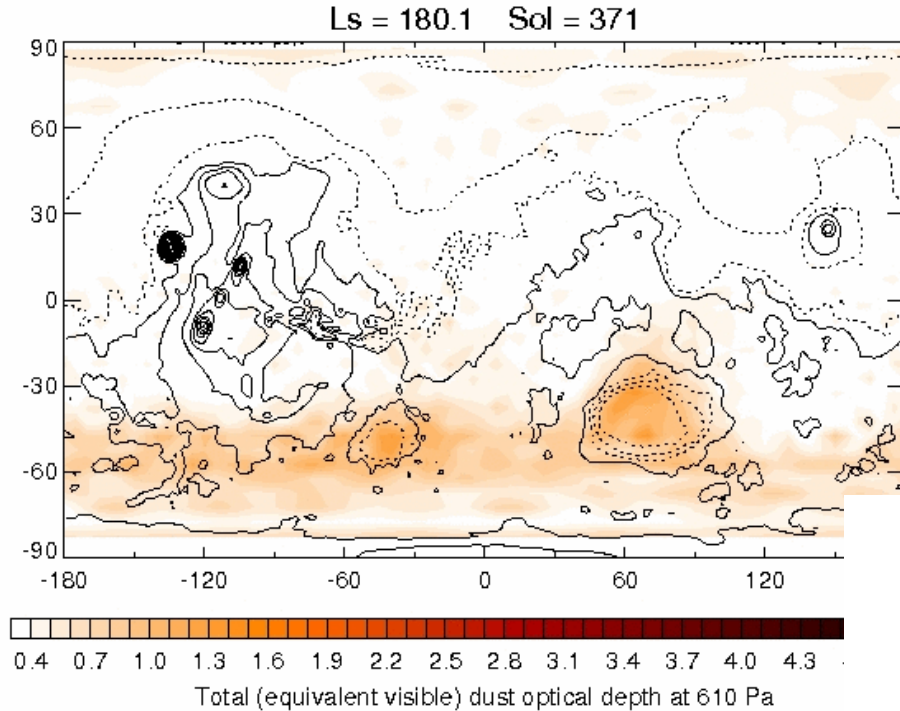 Ls = 180.1 Sol = 371
90
60
30
0
-30
-60
-90
-180 -120 -60 0 60 120
0.4 0.7 1.0 1.3 1.6 1.9 2.2 2.5 2.8 3.1 3.4 3.7 4.0 4.3
Total (equivalent visible) dust optical depth at 610 Pa